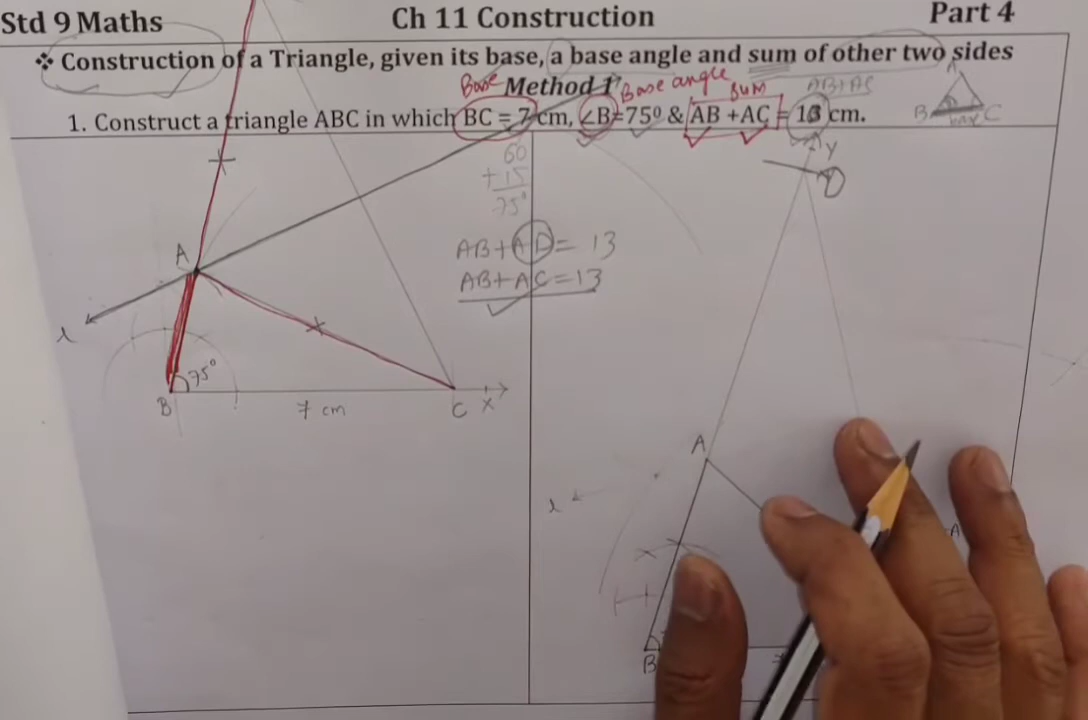 Std 9 Maths Ch 11 Construction Part 4
❖ Construction of a Triangle, given its base, a base angle and sum of other two sides
Base Method 1 Base angle sum AB+AC
1. Construct a triangle ABC in which BC = 7 cm, ∠B=75⁰ & AB +AC = 13 cm.
A
B base C
60
+15
75°
AB+AD= 13
AB+AC=13
A
l
75°
B 7 cm C X
Y
D
A
l
A
B